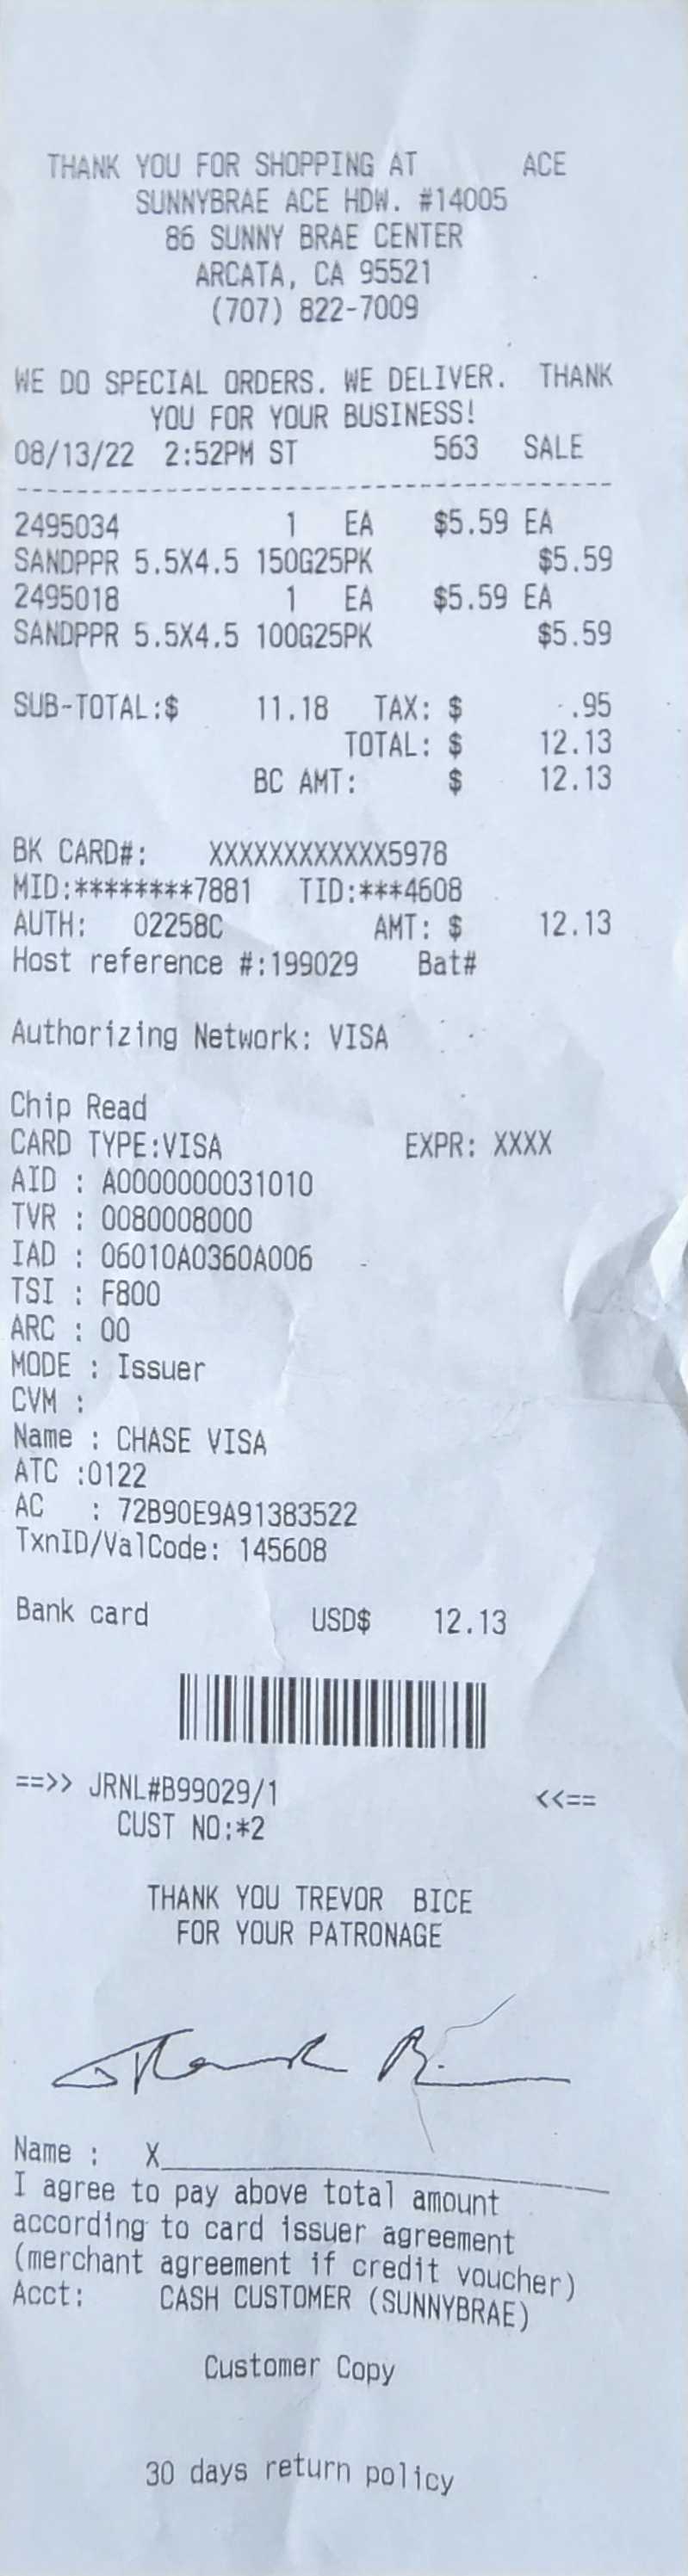 THANK YOU FOR SHOPPING AT ACE
SUNNYBRAE ACE HDW. #14005
86 SUNNY BRAE CENTER
ARCATA, CA 95521
(707) 822-7009
WE DO SPECIAL ORDERS. WE DELIVER. THANK
YOU FOR YOUR BUSINESS!
08/13/22 2:52PM ST 563 SALE
2495034 1 EA $5.59 EA
SANDPPR 5.5X4.5 150G25PK $5.59
2495018 1 EA $5.59 EA
SANDPPR 5.5X4.5 100G25PK $5.59
SUB-TOTAL:$ 11.18 TAX: $ .95
TOTAL: $ 12.13
BC AMT: $ 12.13
BK CARD#: XXXXXXXXXXXX5978
MID:********7881 TID:***4608
AUTH: 02258C AMT: $ 12.13
Host reference #:199029 Bat#
Authorizing Network: VISA
Chip Read
CARD TYPE:VISA EXPR: XXXX
AID : A0000000031010
TVR : 0080008000
IAD : 06010A0360A006
TSI : F800
ARC : 00
MODE : Issuer
CVM :
Name : CHASE VISA
ATC :0122
AC : 72B90E9A91383522
TxnID/ValCode: 145608
Bank card USD$ 12.13
==>> JRNL#B99029/1 <<==
CUST NO:*2
THANK YOU TREVOR BICE
FOR YOUR PATRONAGE
Name : X
I agree to pay above total amount
according to card issuer agreement
(merchant agreement if credit voucher)
Acct: CASH CUSTOMER (SUNNYBRAE)
Customer Copy
30 days return policy